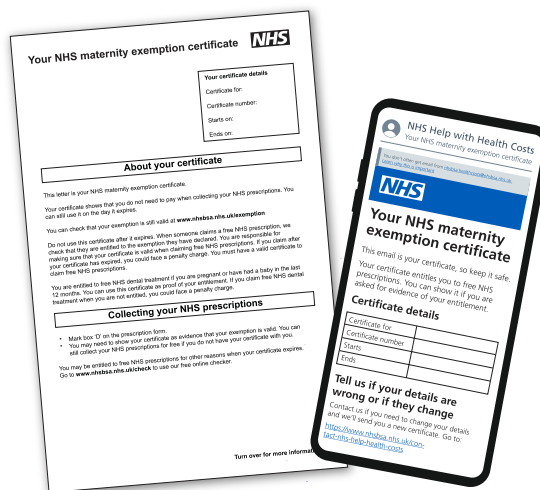 Your NHS maternity exemption certificate
NHS
Your certificate details
Certificate for:
Certificate number:
Starts on:
Ends on:
About your certificate
This letter is your NHS maternity exemption certificate.
Your certificate shows that you do not need to pay when collecting your NHS prescriptions. You
can still use it on the day it expires.
You can check that your exemption is still valid at www.nhsbsa.nhs.uk/exemption
Do not use this certificate after it expires. When someone claims a free NHS prescription, we
check that they are entitled to the exemption they have declared. You are responsible for
making sure that your certificate is valid when claiming free NHS prescriptions. If you claim after
your certificate has expired, you could face a penalty charge. You must have a valid certificate to
claim free NHS prescriptions.
You are entitled to free NHS dental treatment if you are pregnant or have had a baby in the last
12 months. You can use this certificate as proof of your entitlement. If you claim free NHS dental
treatment when you are not entitled, you could face a penalty charge.
Collecting your NHS prescriptions
• Mark box 'D' on the prescription form.
• You may need to show your certificate as evidence that your exemption is valid. You can
still collect your NHS prescriptions for free if you do not have your certificate with you.
You may be entitled to free NHS prescriptions for other reasons when your certificate expires.
Go to www.nhsbsa.nhs.uk/check to use our free online checker.
Turn over for more informat
NHS Help with Health Costs
Your NHS maternity exemption certificate
You don't often get email from
Learn why this is important
NHS
Your NHS maternity
exemption certificate
This email is your certificate, so keep it safe.
Your certificate entitles you to free NHS
prescriptions. You can show it if you are
asked for evidence of your entitlement.
Certificate details
Certificate for
Certificate number
Starts
Ends
Tell us if your details are
wrong or if they change
Contact us if you need to change your details
and we'll send you a new certificate. Go to:
https://www.nhsbsa.nhs.uk/con-
tact-nhs-help-health-costs